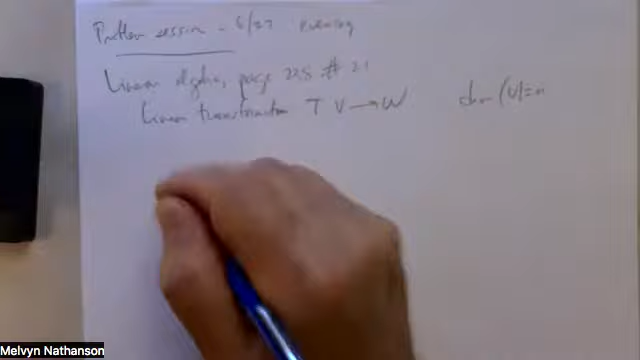 Problem session - 6/27 evening
Linear algebra, page 225 # 21
Linear transformation T V → W dim (V) = n
Melvyn Nathanson